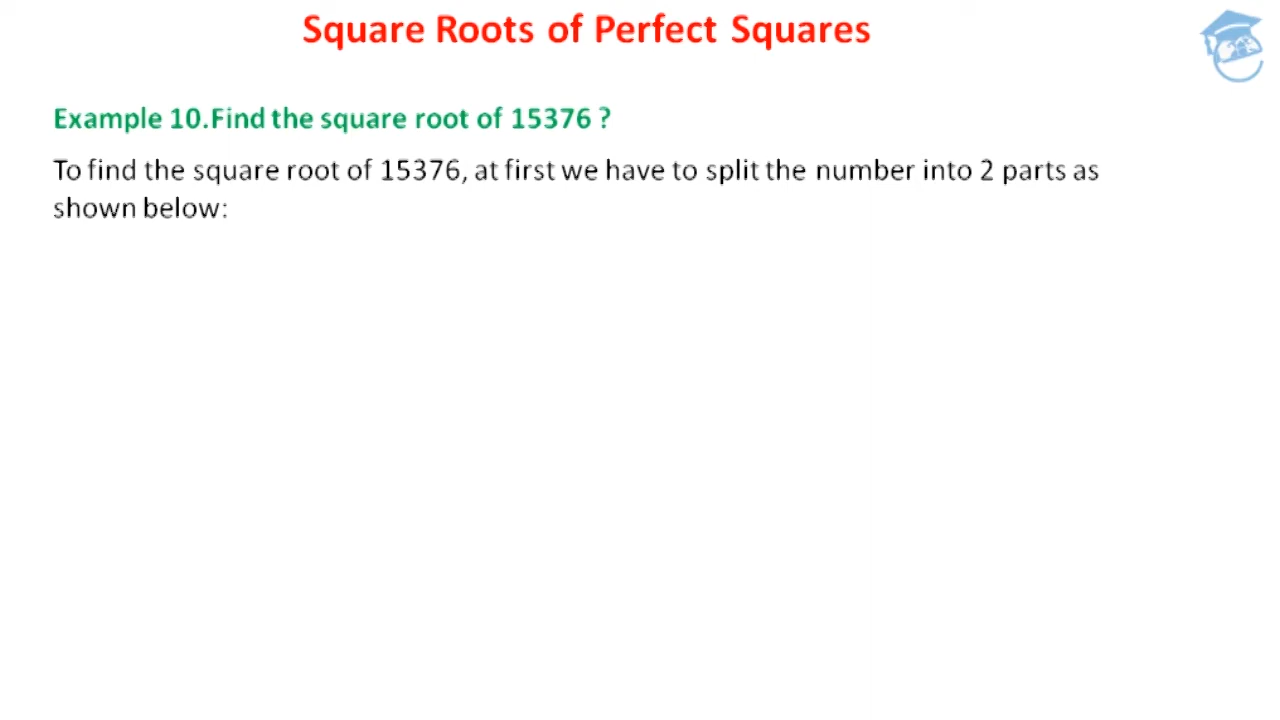 Square Roots of Perfect Squares
Example 10.Find the square root of 15376 ?
To find the square root of 15376, at first we have to split the number into 2 parts as
shown below: